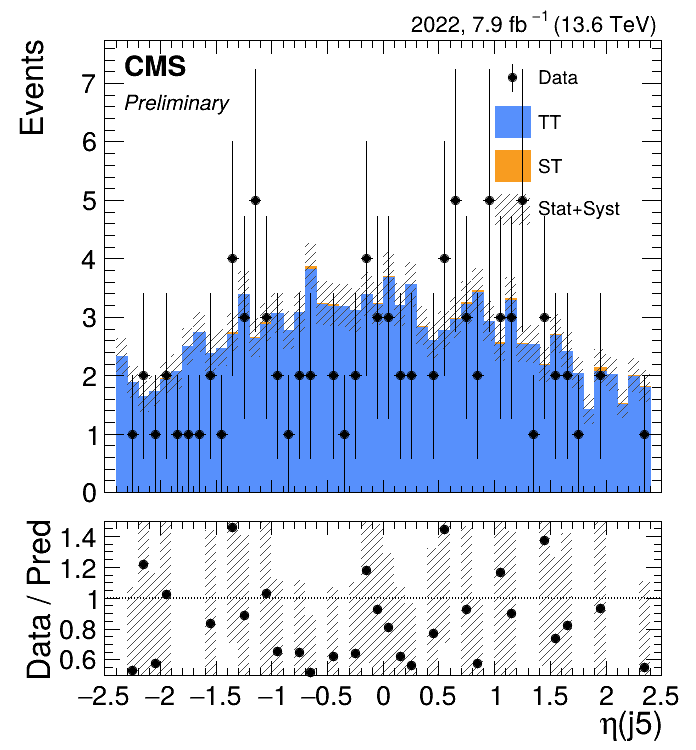 2022, 7.9 fb⁻¹ (13.6 TeV)
CMS
Preliminary
Data
TT
ST
Stat+Syst
Events
7
6
5
4
3
2
1
0
Data / Pred
1.4
1.2
1
0.8
0.6
−2.5 −2 −1.5 −1 −0.5 0 0.5 1 1.5 2 2.5
η(j5)